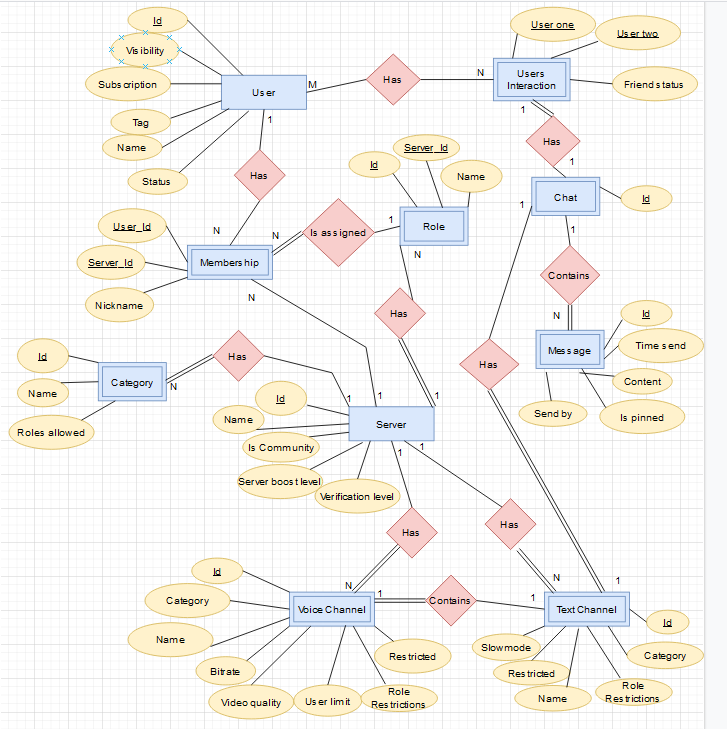 Id
User one
User two
Visibility
Subscription
User
M
Has
N
Users
Interaction
Friend status
Tag
Name
Status
1
1
Has
1
Has
Server_Id
Id
Name
Chat
Id
1
1
User_Id
N
N
Is assigned
1
Role
N
Server_Id
Membership
Nickname
N
Contains
N
Id
Has
Time send
Message
Id
Has
Category
N
Has
Content
Name
Roles allowed
Id
1
1
1
Send by
Is pinned
Name
Server
Is Community
1
1
Server boost level
Verification level
Has
Has
Id
N
N
1
Category
1
Contains
1
Voice Channel
Text Channel
Id
Name
Slowmode
Restricted
Category
Bitrate
Restricted
Video quality
User limit
Role
Restrictions
Name
Role
Restrictions